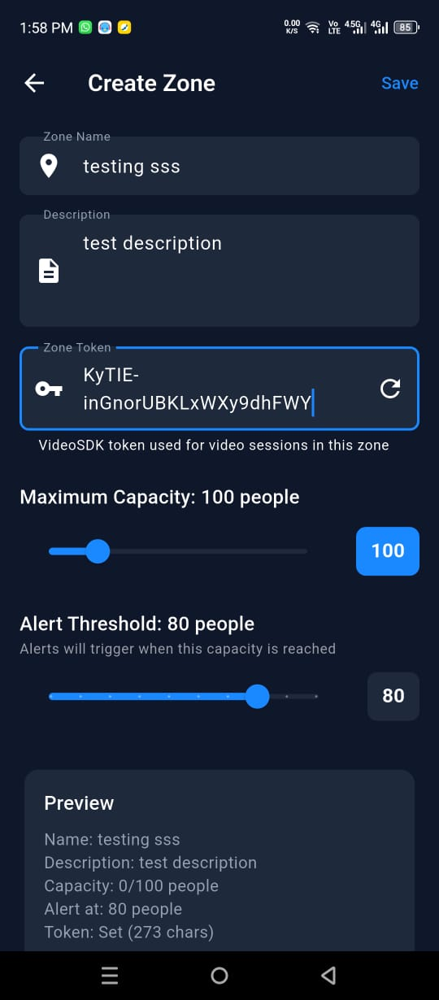 1:58 PM
0.00 K/S
Vo LTE
4.5G
4G
85
Create Zone
Save
Zone Name
testing sss
Description
test description
Zone Token
KyTIE-
inGnorUBKLxWXy9dhFWY
VideoSDK token used for video sessions in this zone
Maximum Capacity: 100 people
100
Alert Threshold: 80 people
Alerts will trigger when this capacity is reached
80
Preview
Name: testing sss
Description: test description
Capacity: 0/100 people
Alert at: 80 people
Token: Set (273 chars)